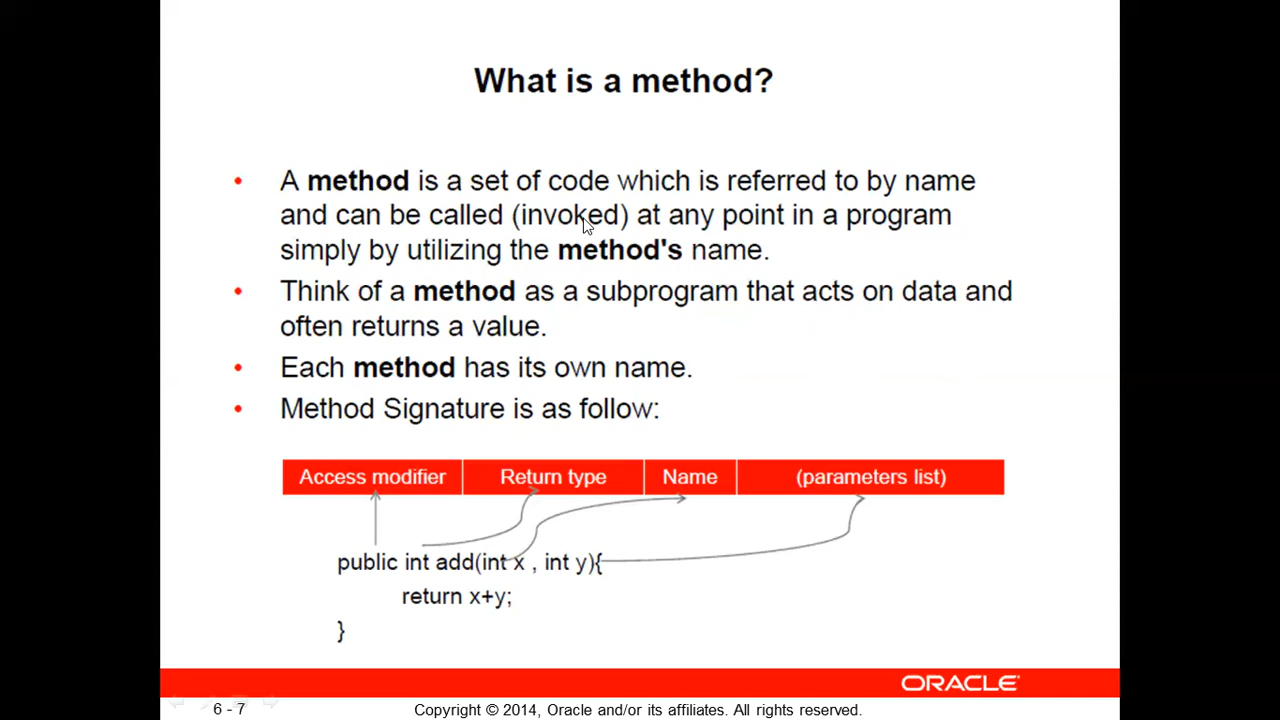 What is a method?
• A method is a set of code which is referred to by name
and can be called (invoked) at any point in a program
simply by utilizing the method's name.
• Think of a method as a subprogram that acts on data and
often returns a value.
• Each method has its own name.
• Method Signature is as follow:
Access modifier Return type Name (parameters list)
public int add(int x , int y){
return x+y;
}
ORACLE
6 - 7 Copyright © 2014, Oracle and/or its affiliates. All rights reserved.